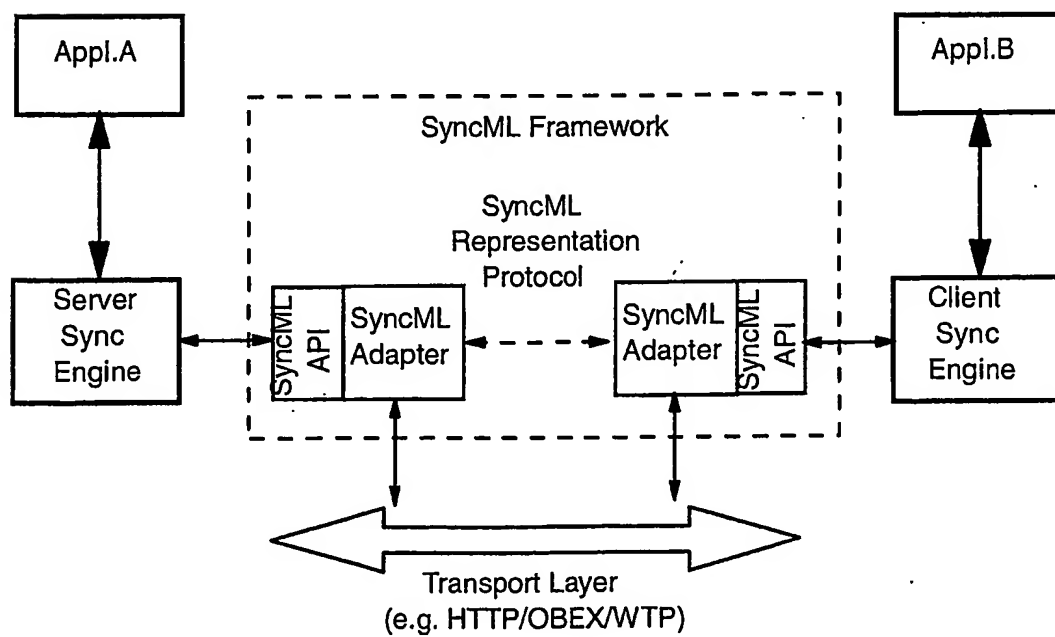 Appl.A
Appl.B
SyncML Framework
SyncML
Representation
Protocol
Server
Sync
Engine
SyncML
API
SyncML
Adapter
SyncML
Adapter
SyncML
API
Client
Sync
Engine
Transport Layer
(e.g. HTTP/OBEX/WTP)